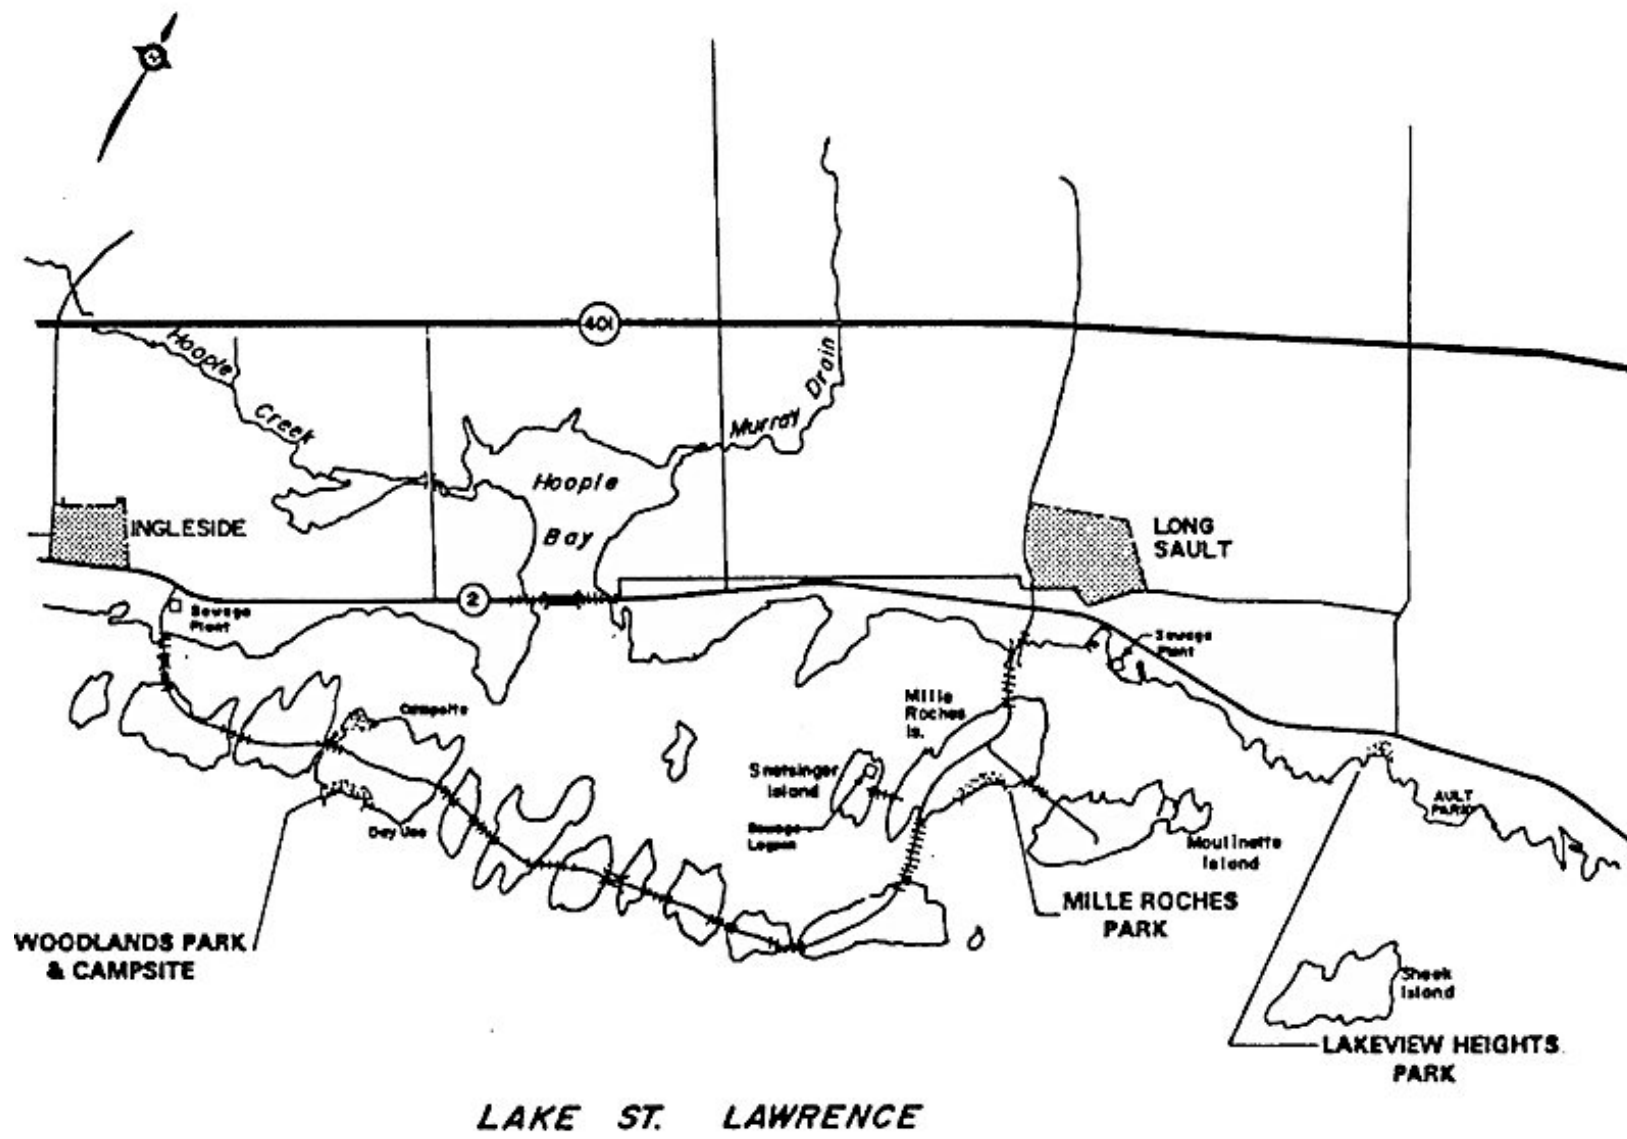 401
Hoople
Creek
Murray Drain
Hoople
Bay
INGLESIDE
LONG
SAULT
2
Sewage
Plant
Sewage
Plant
Campsite
Mille
Roches
Is.
Snetsinger
Island
Day Use
Sewage
Lagoon
AULT
PARK
Moulinette
Island
MILLE ROCHES
PARK
WOODLANDS PARK
& CAMPSITE
Sheek
Island
LAKEVIEW HEIGHTS
PARK
LAKE ST. LAWRENCE